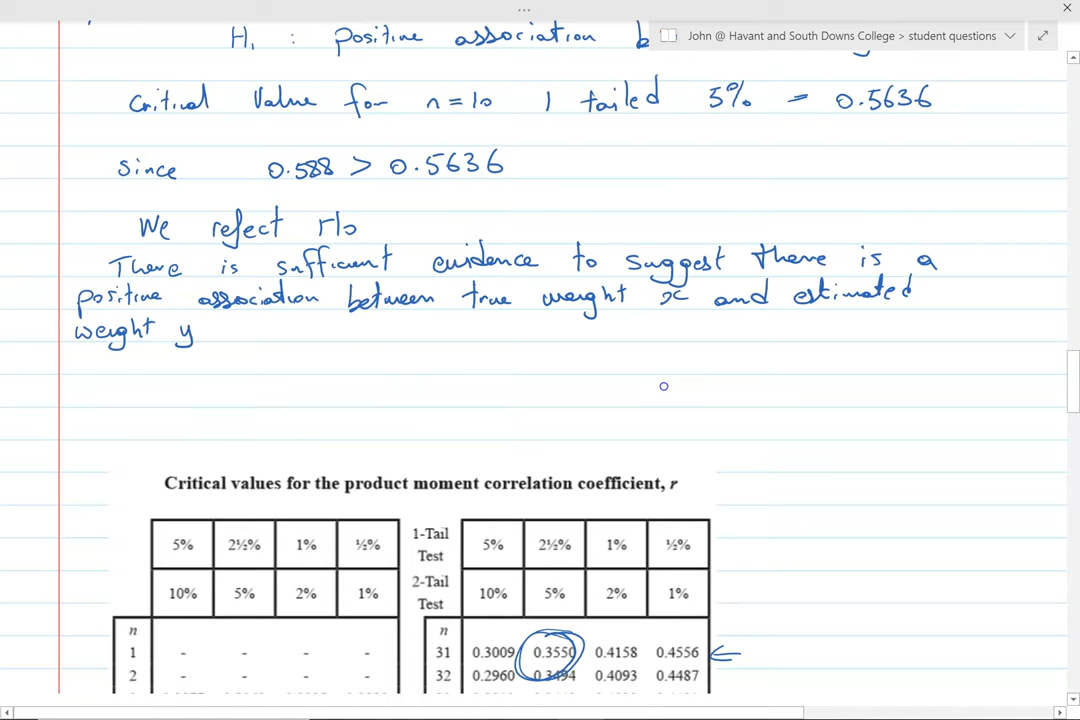 H₁ : positive association
John @ Havant and South Downs College > student questions
Critical Value for n=10 1 tailed 5% = 0.5636
Since 0.588 > 0.5636
We reject H₀
There is sufficient evidence to suggest there is a
positive association between true weight x and estimated
weight y
Critical values for the product moment correlation coefficient, r
5% 2½% 1% ½% 1-Tail Test 5% 2½% 1% ½%
10% 5% 2% 1% 2-Tail Test 10% 5% 2% 1%
n n
1 - - - - 31 0.3009 0.3550 0.4158 0.4556
2 - - - - 32 0.2960 0.3494 0.4093 0.4487